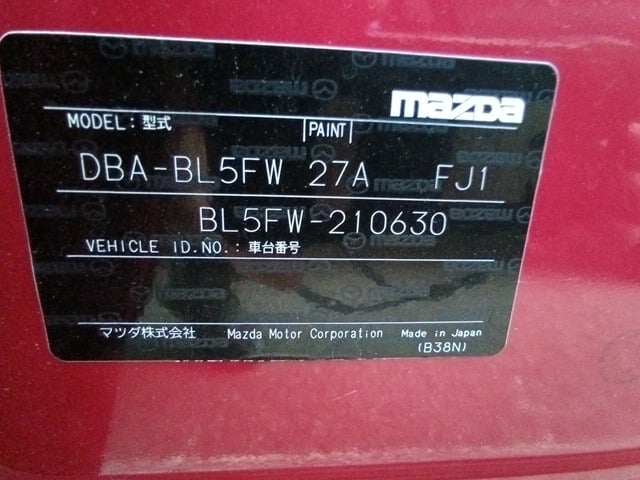 mazda
MODEL: 型式 PAINT
DBA-BL5FW 27A FJ1
BL5FW-210630
VEHICLE ID.NO.: 車台番号
マツダ株式会社 Mazda Motor Corporation Made in Japan
(B38N)